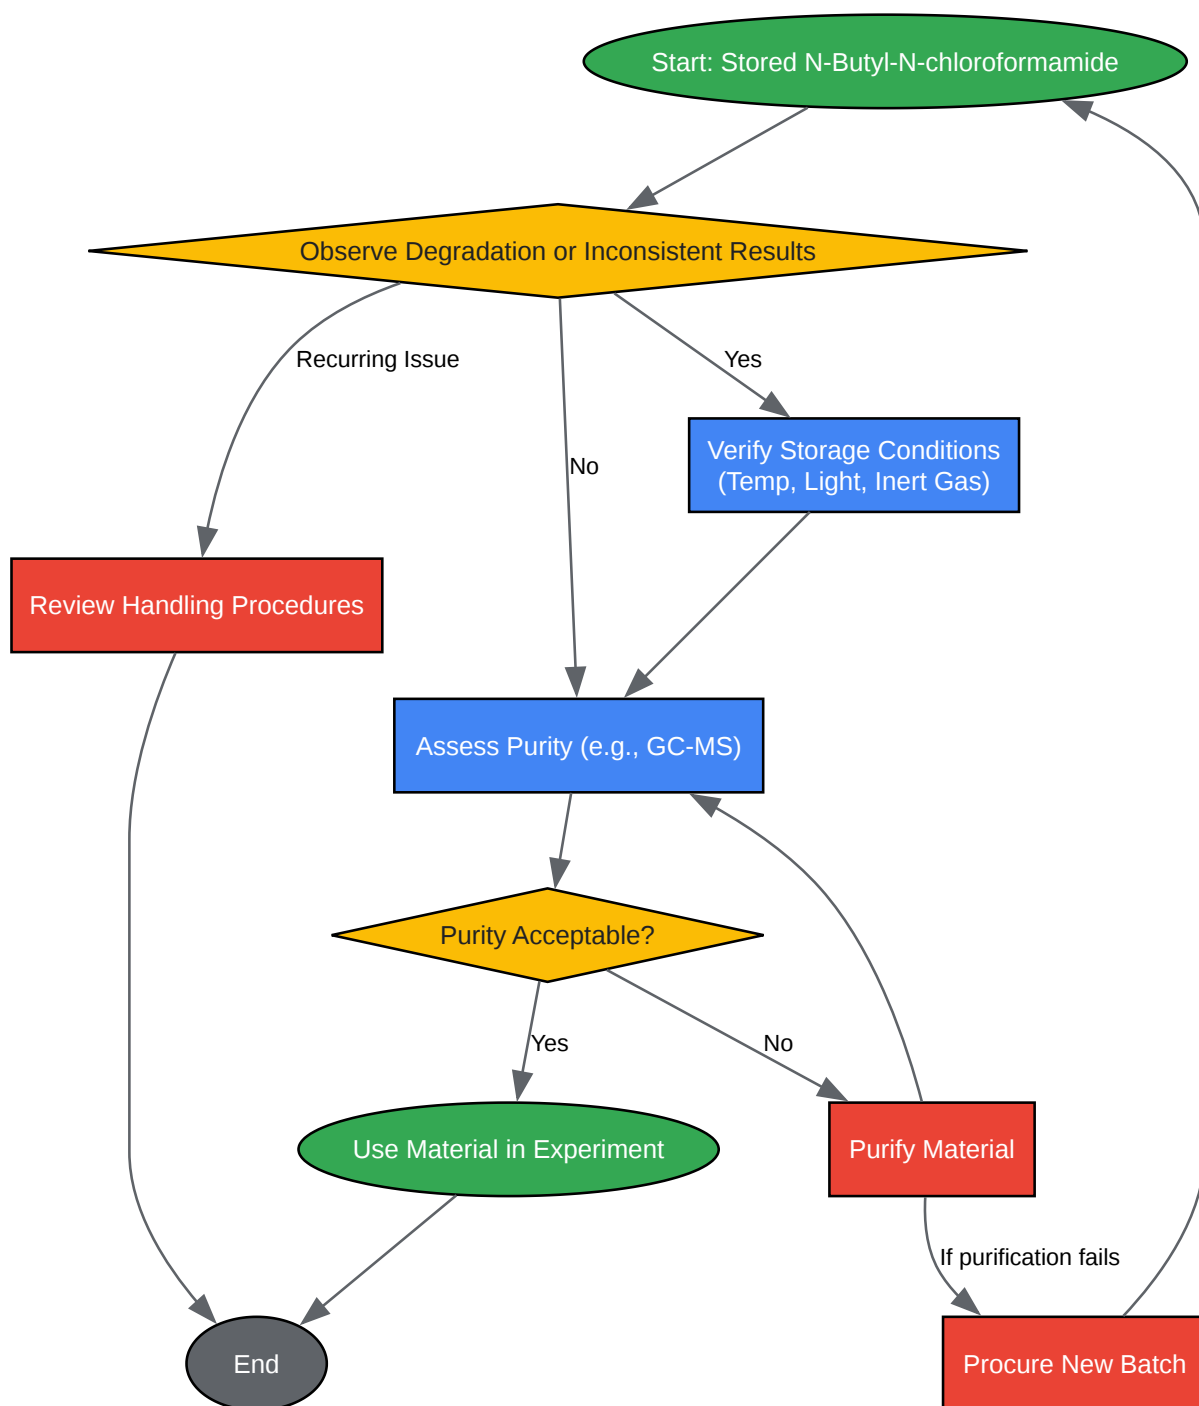 Start: Stored N-Butyl-N-chloroformamide
Observe Degradation or Inconsistent Results
Recurring Issue
Yes
No
Verify Storage Conditions
(Temp, Light, Inert Gas)
Review Handling Procedures
Assess Purity (e.g., GC-MS)
Purity Acceptable?
Yes
No
Use Material in Experiment
Purify Material
If purification fails
End
Procure New Batch